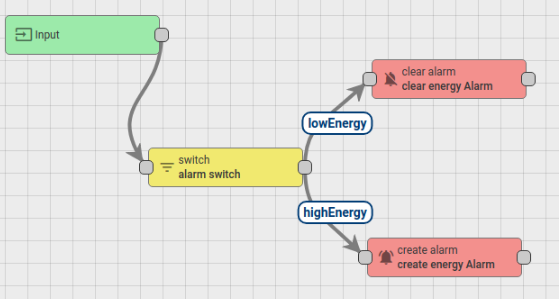 Input
clear alarm
clear energy Alarm
lowEnergy
switch
alarm switch
highEnergy
create alarm
create energy Alarm